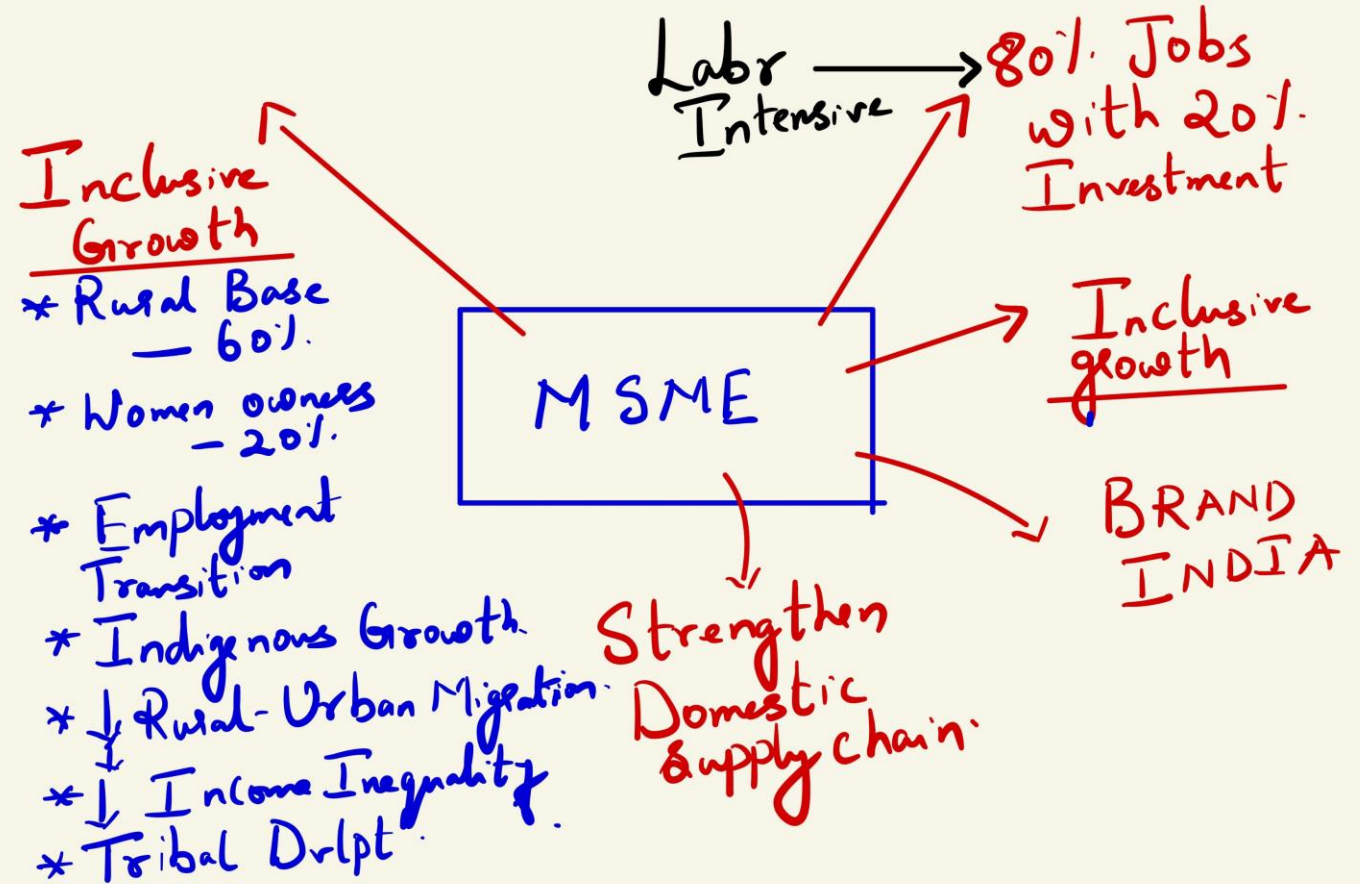 Labr
Intensive
80% Jobs
with 20%
Investment
Inclusive
Growth
* Rural Base
— 60%.
* Women owners
— 20%.
* Employment
Transition
* Indigenous Growth.
* ↓ Rural-Urban Migration.
* ↓ Income Inequality.
* Tribal Dvlpt.
MSME
Inclusive
growth
BRAND
INDIA
Strengthen
Domestic
Supply chain.